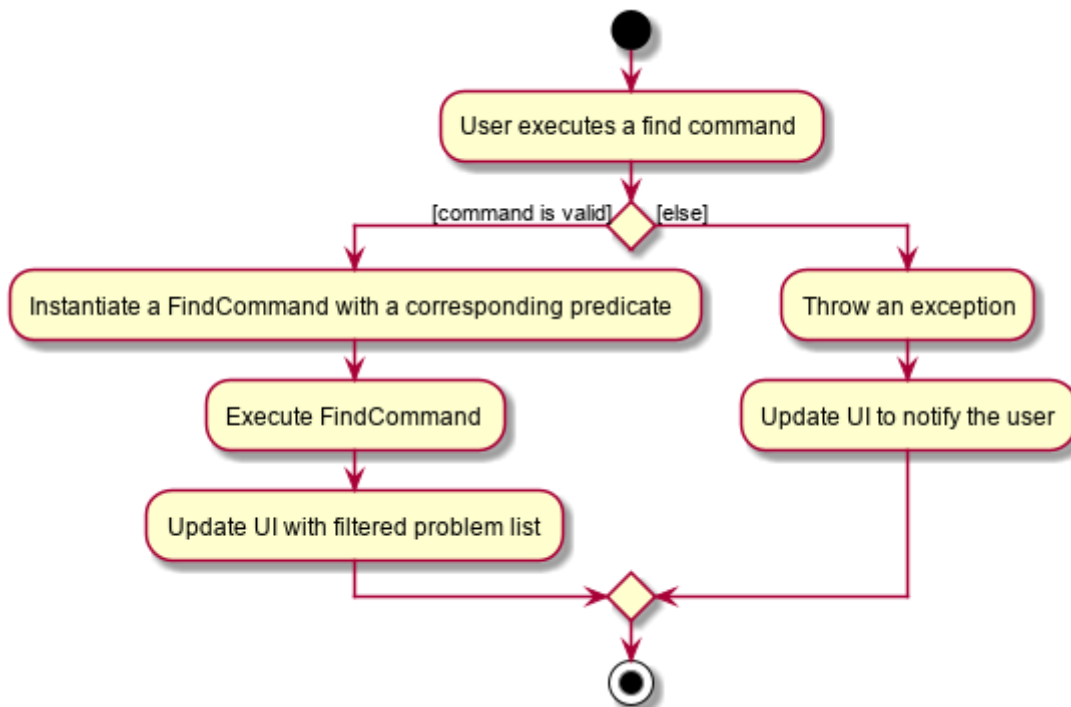 User executes a find command
[command is valid]
[else]
Instantiate a FindCommand with a corresponding predicate
Throw an exception
Execute FindCommand
Update UI to notify the user
Update UI with filtered problem list